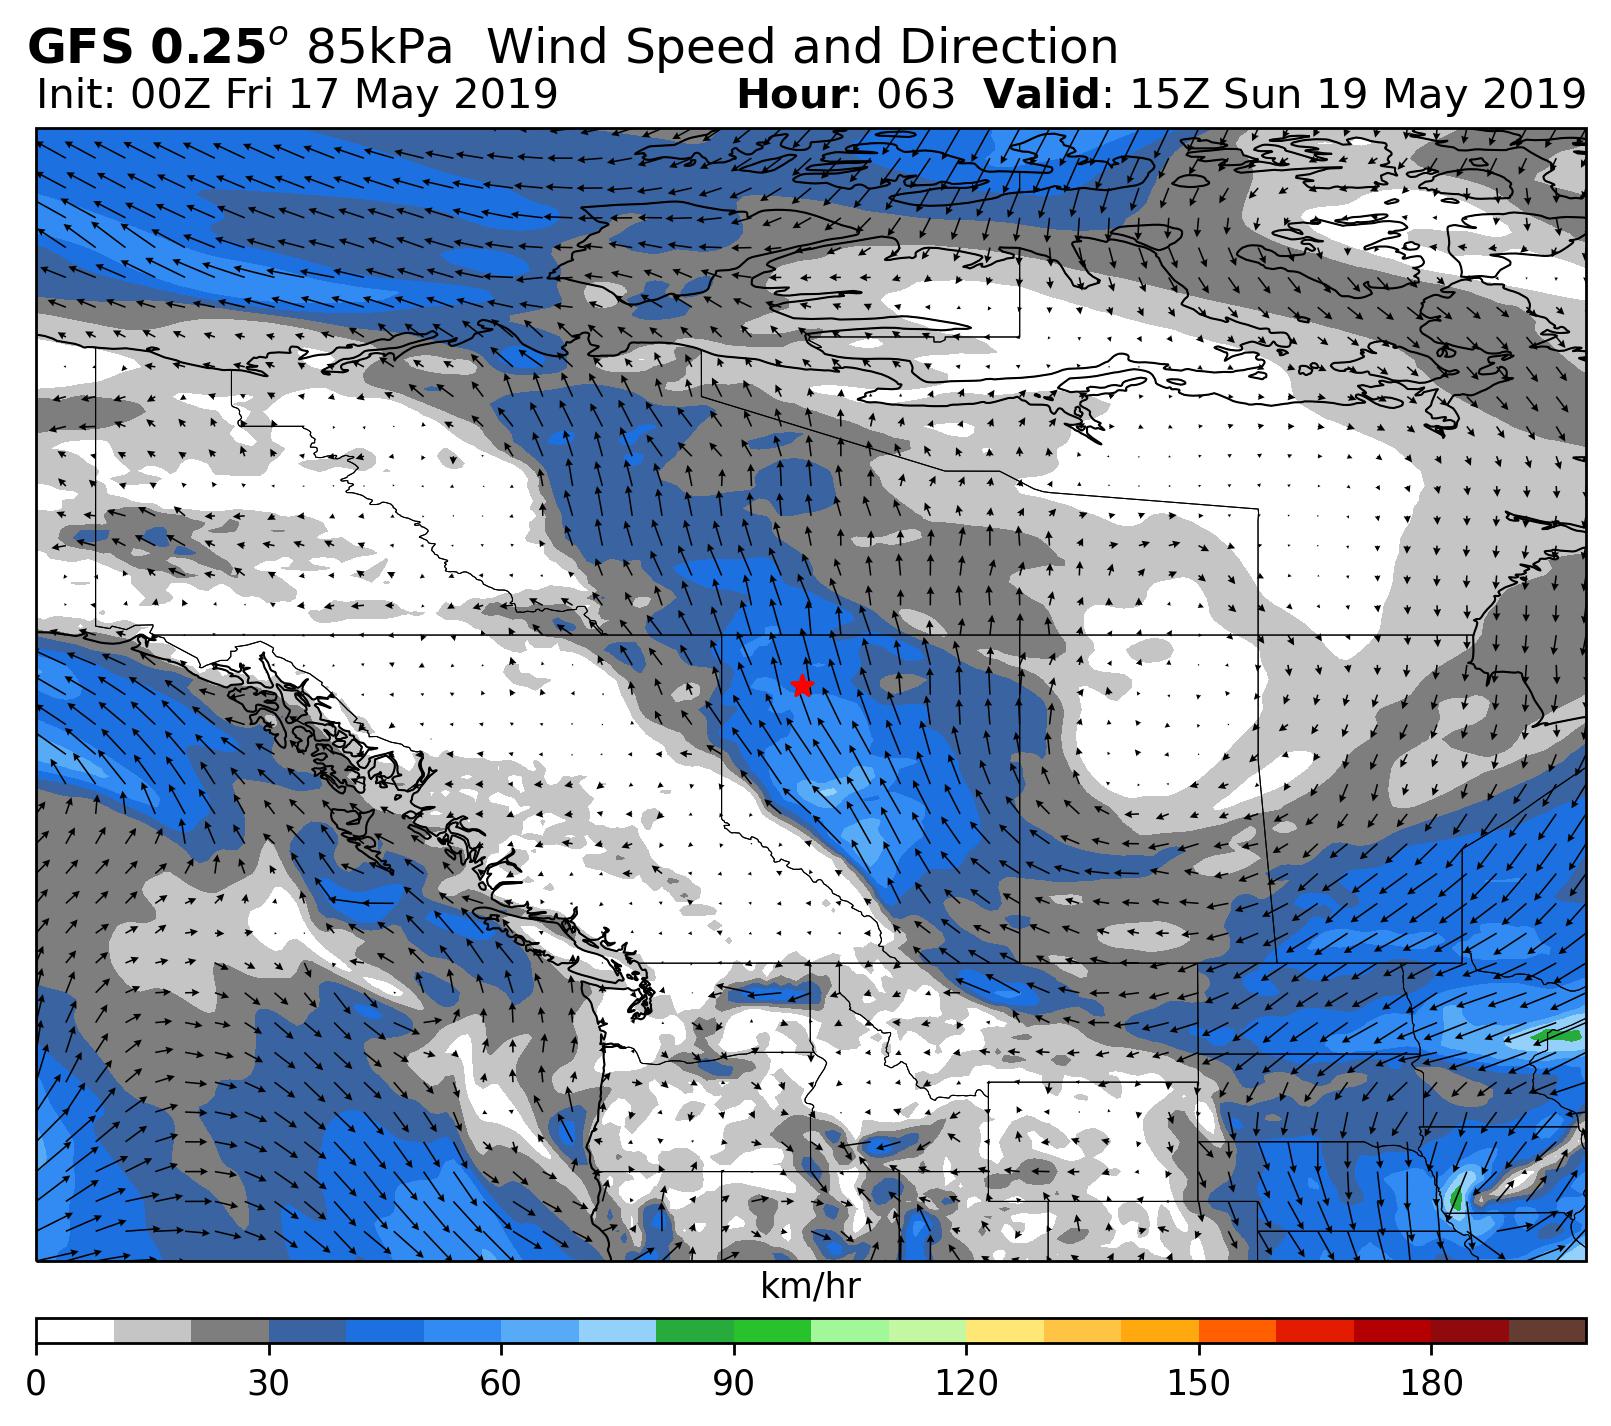 GFS 0.25° 85kPa Wind Speed and Direction
Init: 00Z Fri 17 May 2019 Hour: 063 Valid: 15Z Sun 19 May 2019
km/hr
0 30 60 90 120 150 180